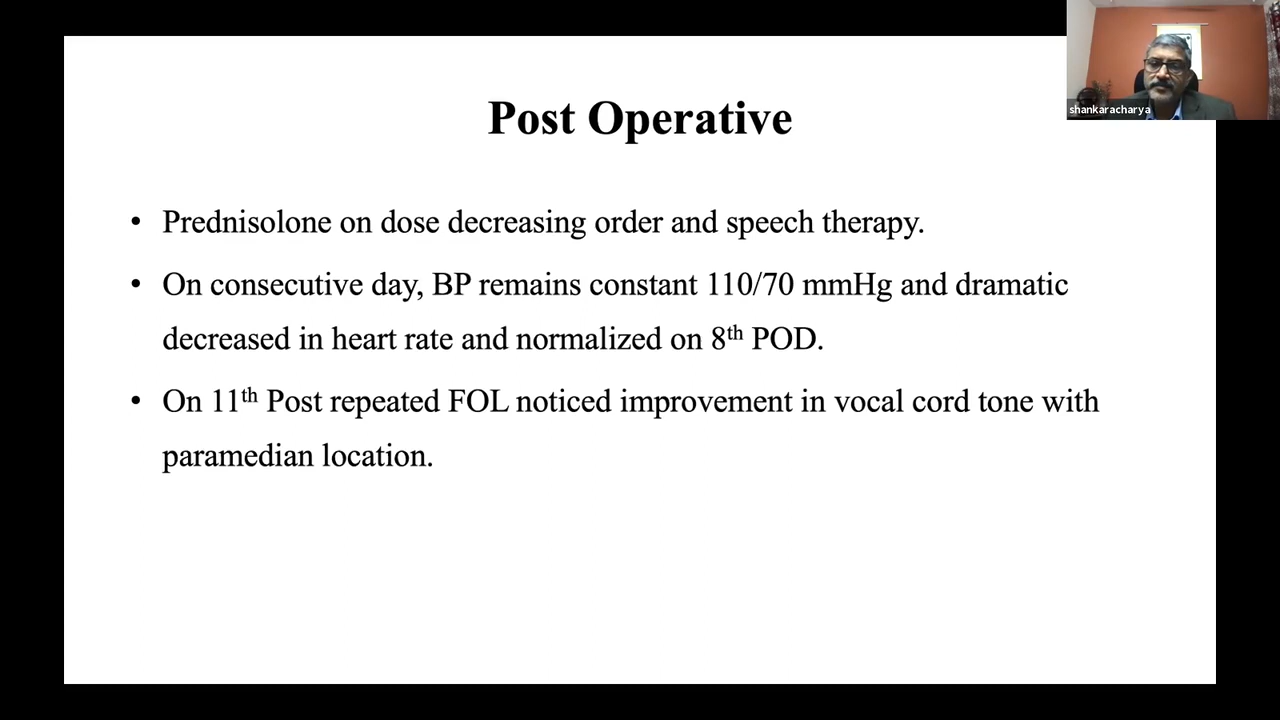 shankaracharya
Post Operative
• Prednisolone on dose decreasing order and speech therapy.
• On consecutive day, BP remains constant 110/70 mmHg and dramatic
decreased in heart rate and normalized on 8th POD.
• On 11th Post repeated FOL noticed improvement in vocal cord tone with
paramedian location.